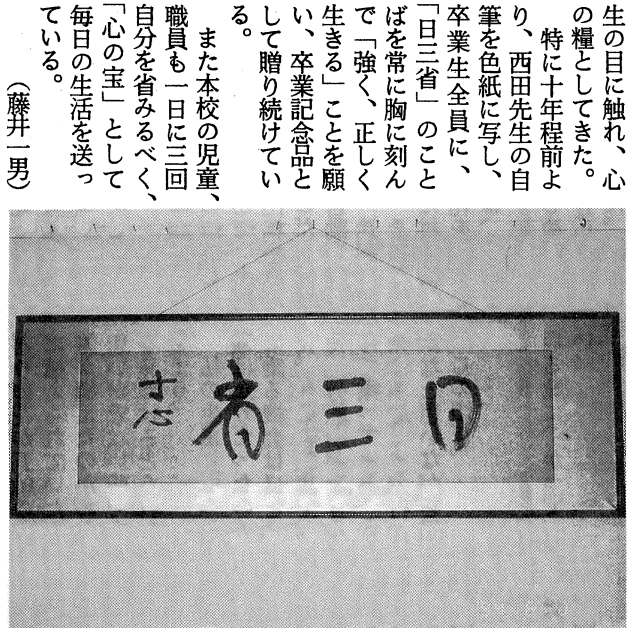 生の目に触れ、心
の糧としてきた。
　特に十年程前よ
り、西田先生の自
筆を色紙に写し、
卒業生全員に、
「日三省」のこと
ばを常に胸に刻ん
で「強く、正しく
生きる」ことを願
い、卒業記念品と
して贈り続けてい
る。
　また本校の児童、
職員も一日に三回
自分を省みるべく、
「心の宝」として
毎日の生活を送っ
ている。
（藤井一男）
日三省